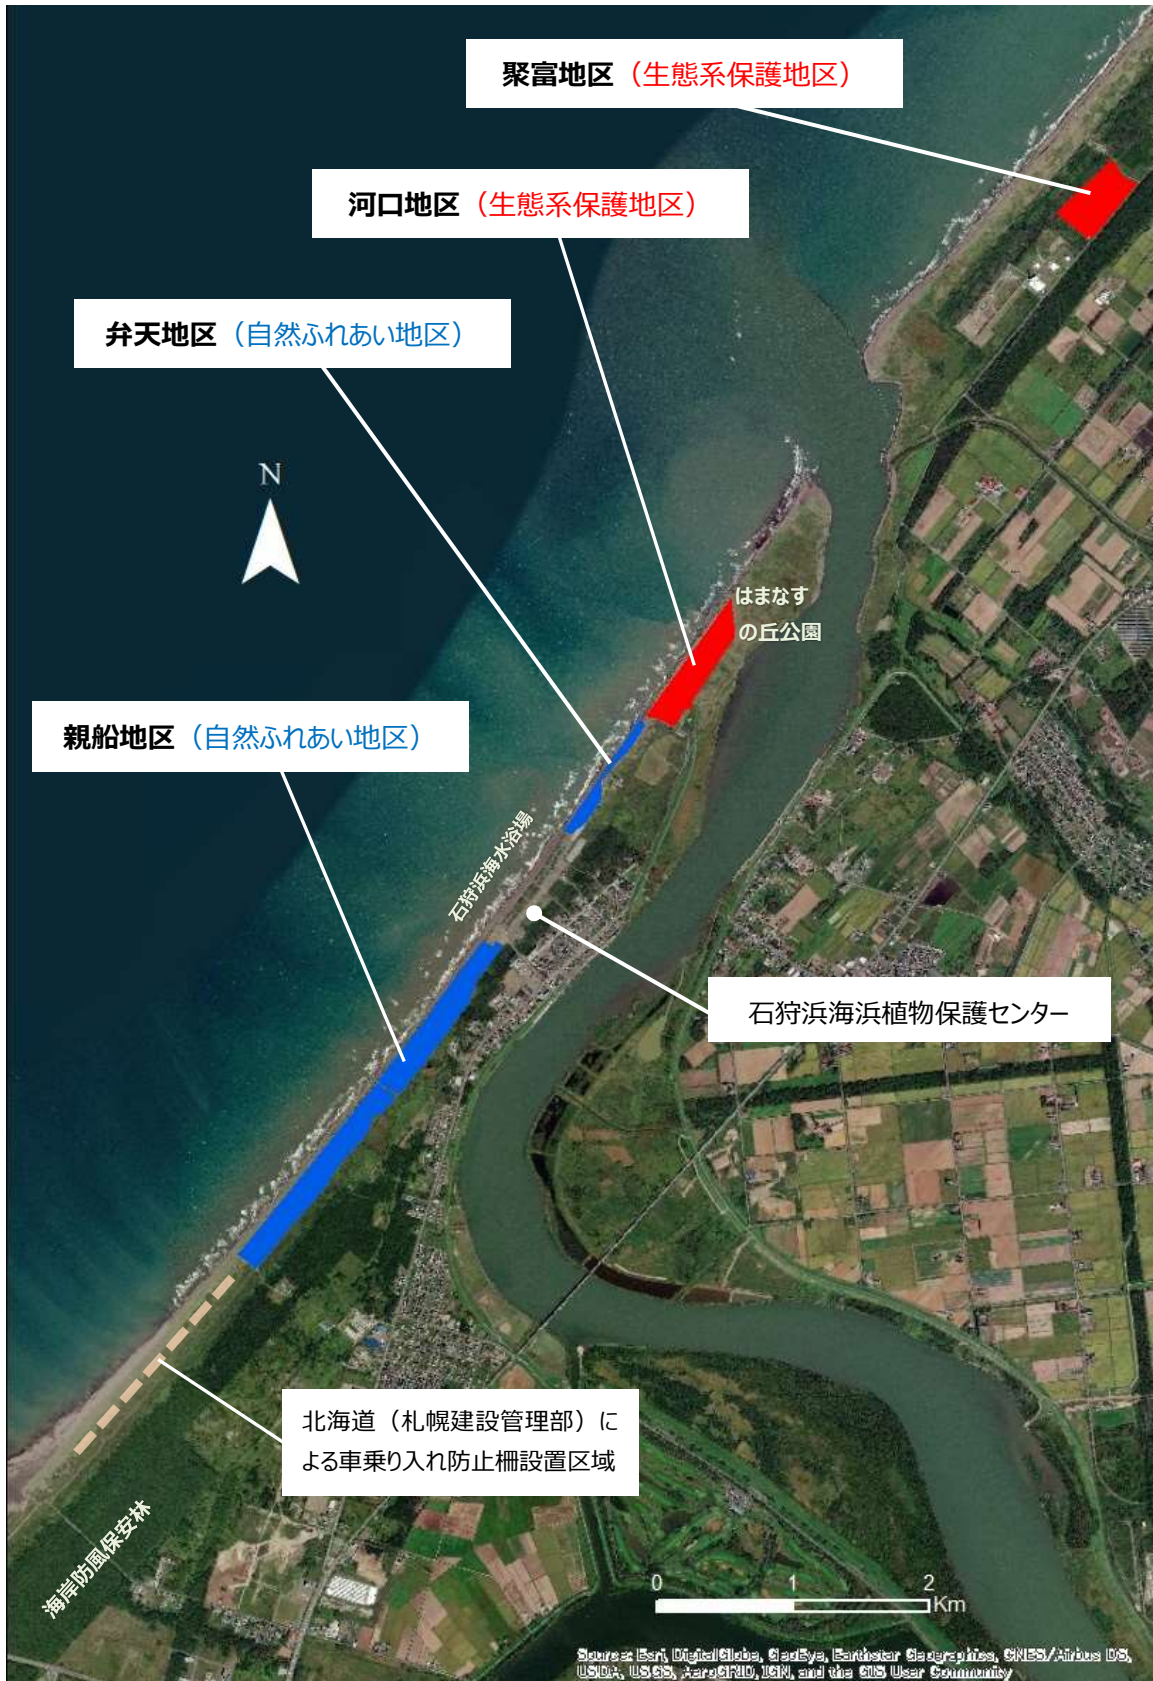 聚富地区（生態系保護地区）
河口地区（生態系保護地区）
弁天地区（自然ふれあい地区）
N
はまなす
の丘公園
親船地区（自然ふれあい地区）
石狩浜海水浴場
石狩浜海浜植物保護センター
北海道（札幌建設管理部）に
よる車乗り入れ防止柵設置区域
海岸防風保安林
0 1 2
Km
Source: Esri, DigitalGlobe, GeoEye, Earthstar Geographics, CNES/Airbus DS,
USDA, USGS, AeroGRID, IGN, and the GIS User Community